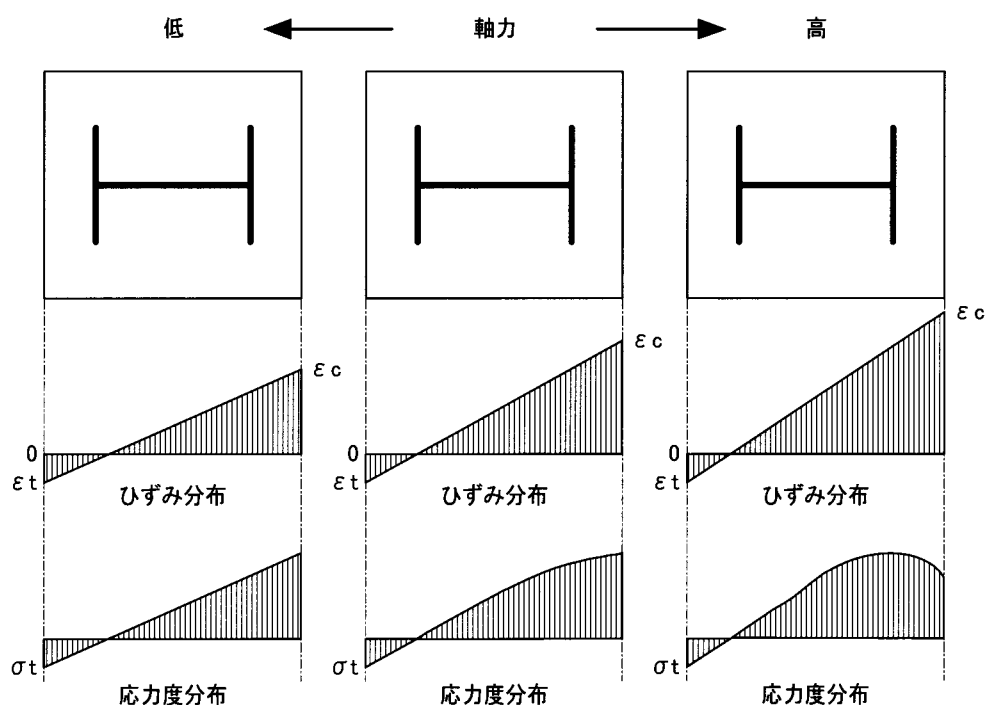 低 軸力 高
εc εc εc
0 0 0
εt εt εt
ひずみ分布 ひずみ分布 ひずみ分布
σt σt σt
応力度分布 応力度分布 応力度分布